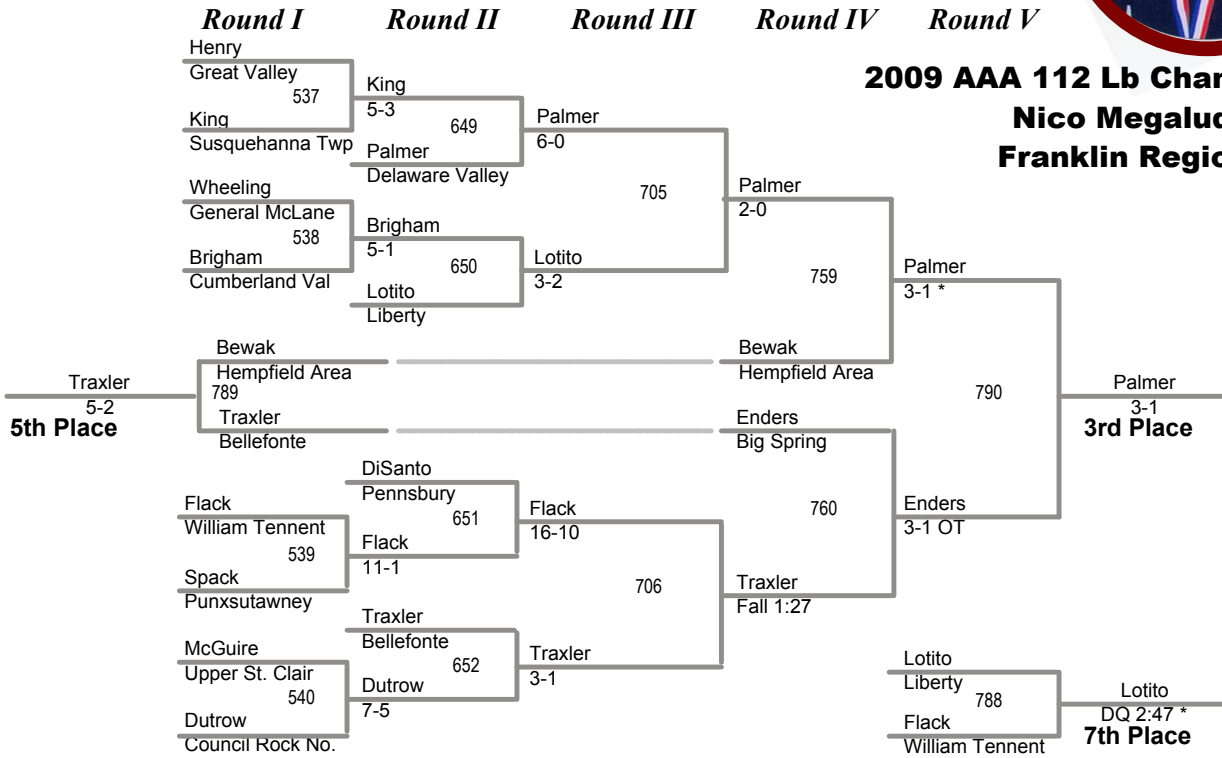 Round I Round II Round III Round IV Round V
2009 AAA 112 Lb
Nico
Franklin
Henry
Great Valley
537
King
Susquehanna Twp
King
5-3
649
Palmer
Delaware Valley
Palmer
6-0
Wheeling
General McLane
538
Brigham
Cumberland Val
Brigham
5-1
650
Lotito
Liberty
Lotito
3-2
705
Palmer
2-0
759
Palmer
3-1 *
Bewak
Hempfield Area
Bewak
Hempfield Area
Traxler
5-2
5th Place
789
Traxler
Bellefonte
Enders
Big Spring
790
Palmer
3-1
3rd Place
DiSanto
Pennsbury
651
Flack
William Tennent
539
Spack
Punxsutawney
Flack
11-1
Flack
16-10
760
Enders
3-1 OT
706
Traxler
Fall 1:27
Traxler
Bellefonte
652
McGuire
Upper St. Clair
540
Dutrow
Council Rock No.
Dutrow
7-5
Traxler
3-1
Lotito
Liberty
788
Flack
William Tennent
Lotito
DQ 2:47 *
7th Place